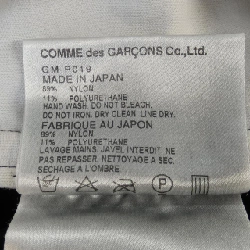 COMME des GARÇONS Co.,Ltd.
MADE IN JAPAN
89% NYLON
11% POLYURETHANE
HAND WASH. DO NOT BLEACH.
DO NOT IRON. DRY CLEAN. LINE DRY.
FABRIQUE AU JAPON
89% NYLON
11% POLYURETHANE
LAVAGE MAINS. JAVEL INTERDIT. NE
PAS REPASSER. NETTOYAGE A SEC.
SECHAGE A L'OMBRE.